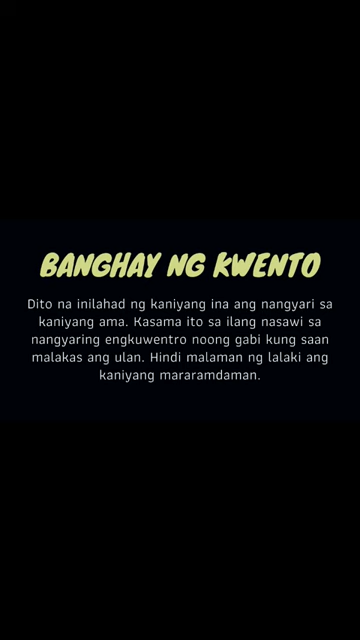 BANGHAY NG KWENTO
Dito na inilahad ng kaniyang ina ang nangyari sa
kaniyang ama. Kasama ito sa ilang nasawi sa
nangyaring engkuwentro noong gabi kung saan
malakas ang ulan. Hindi malaman ng lalaki ang
kaniyang mararamdaman.